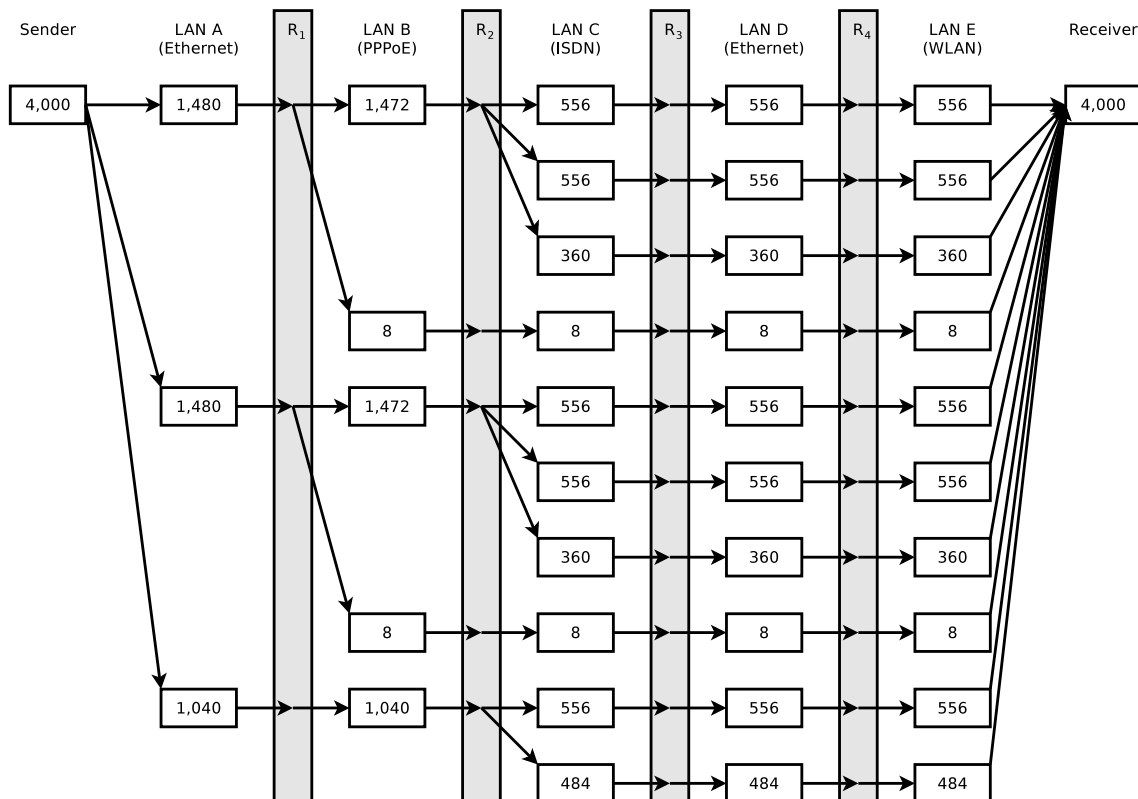 Sender
LAN A
(Ethernet)
R1
LAN B
(PPPoE)
R2
LAN C
(ISDN)
R3
LAN D
(Ethernet)
R4
LAN E
(WLAN)
Receiver
4,000
1,480
1,472
556
556
556
4,000
556
556
556
360
360
360
8
8
8
8
1,480
1,472
556
556
556
556
556
556
360
360
360
8
8
8
8
1,040
1,040
556
556
556
484
484
484